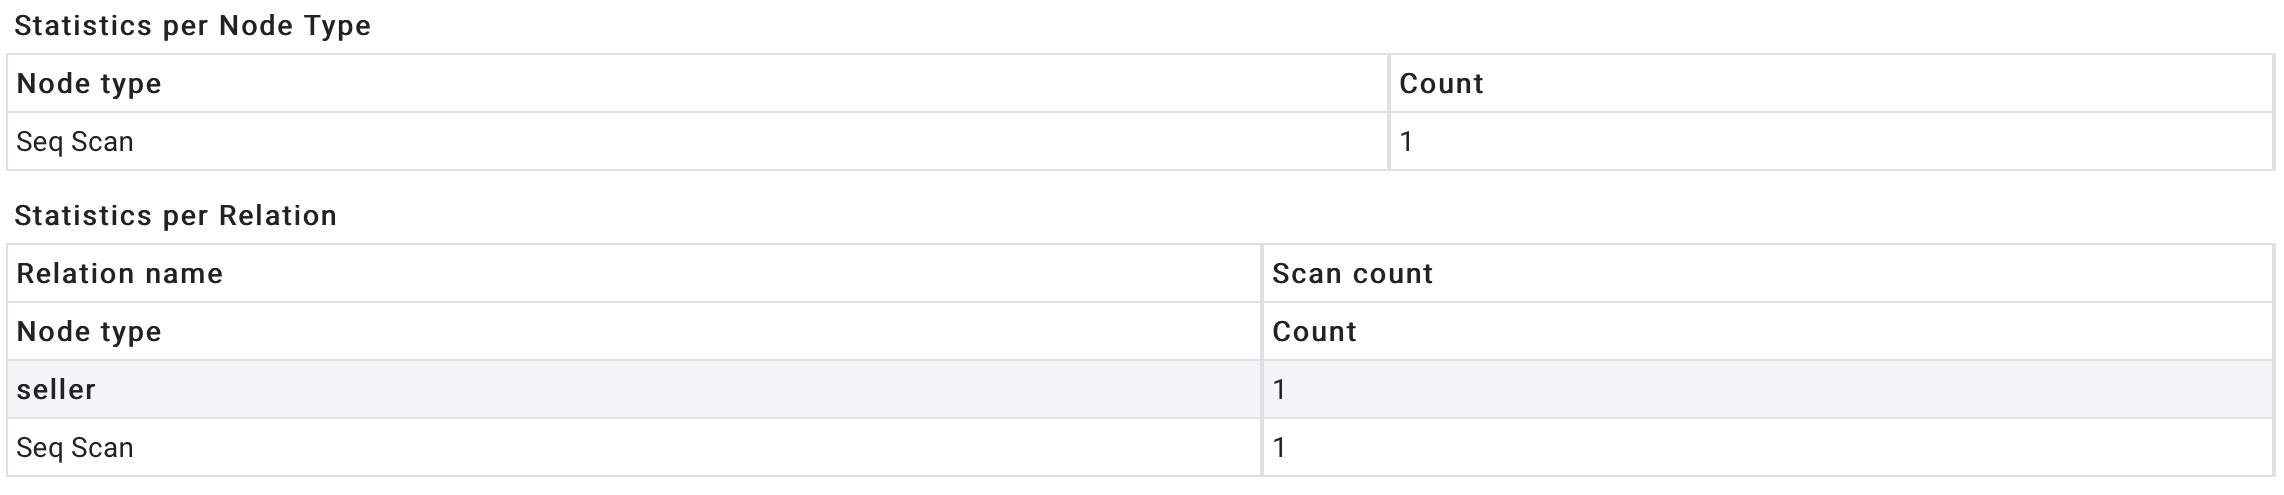 Statistics per Node Type
Node type Count
Seq Scan 1
Statistics per Relation
Relation name Scan count
Node type Count
seller 1
Seq Scan 1